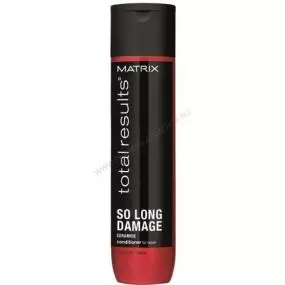 MATRIX
total results
SO LONG
DAMAGE
CERAMIDE
conditioner